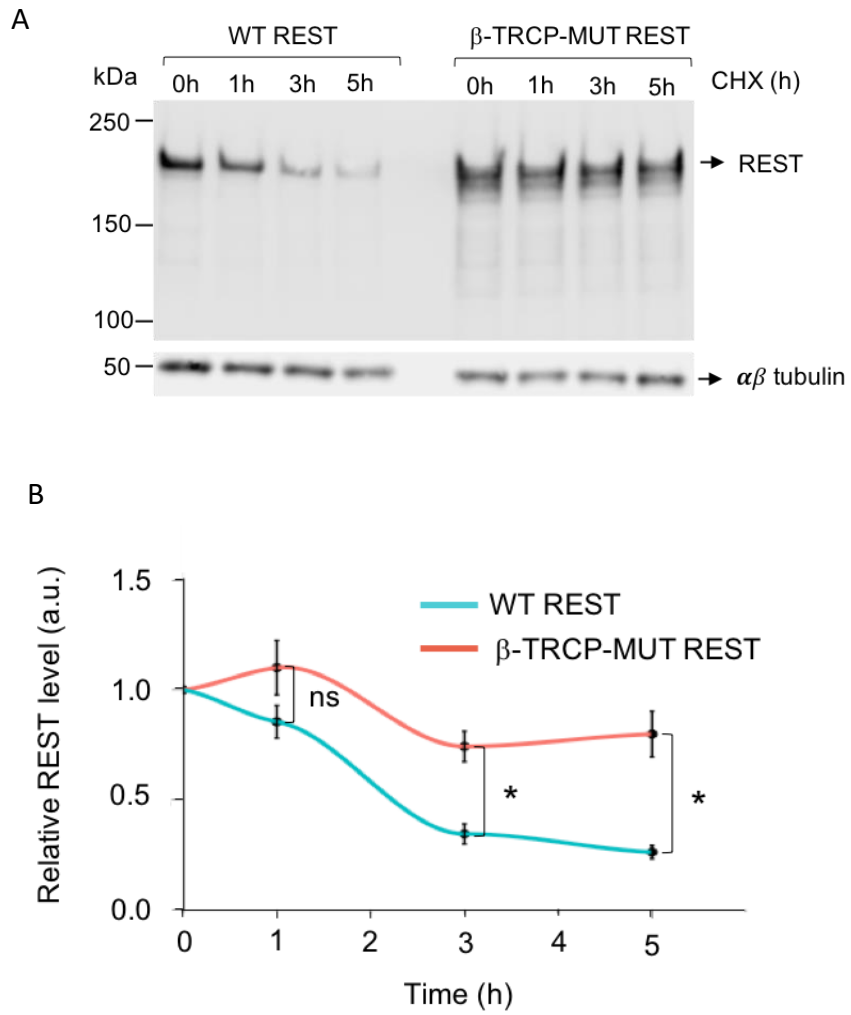 A
WT REST
β-TRCP-MUT REST
kDa
0h 1h 3h 5h
0h 1h 3h 5h
CHX (h)
250
REST
150
100
50
αβ tubulin
B
1.5
1.0
0.5
0.0
Relative REST level (a.u.)
WT REST
β-TRCP-MUT REST
ns
*
*
0 1 2 3 4 5
Time (h)